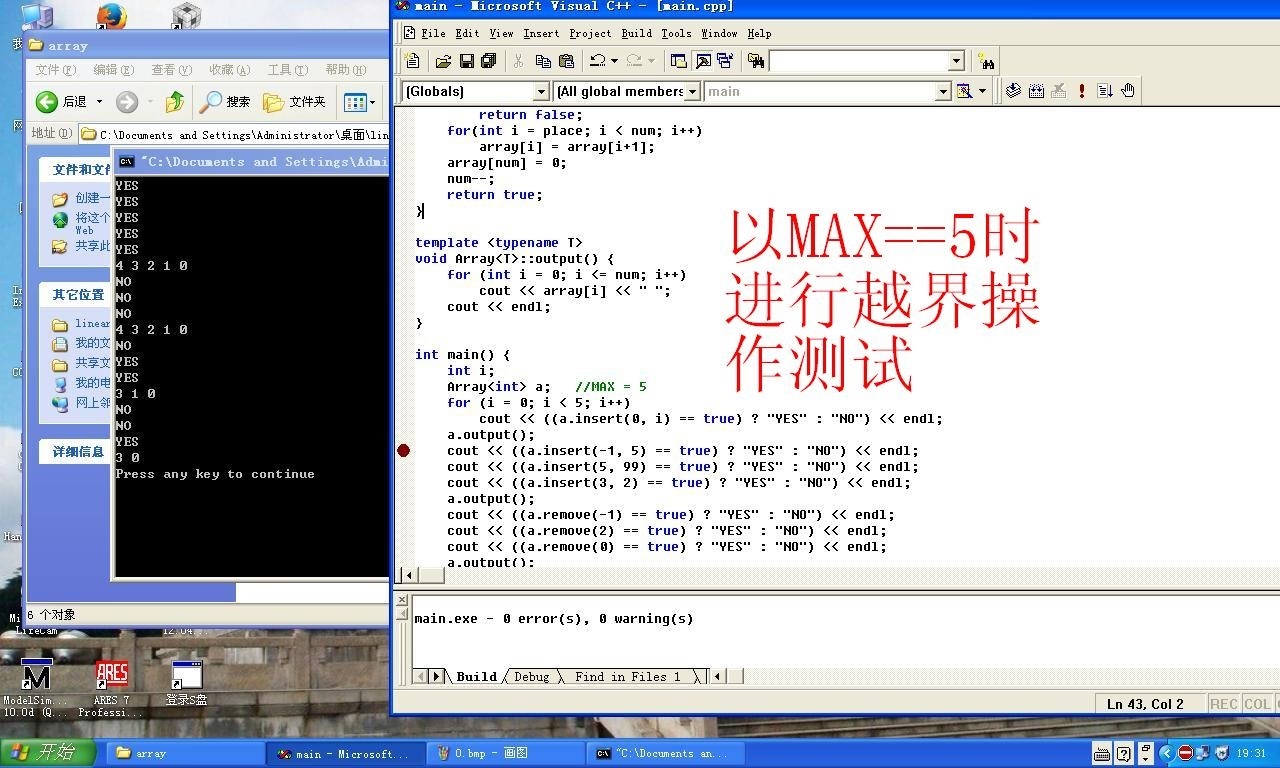 main - Microsoft Visual C++ - [main.cpp]
array
文件(F) 编辑(E) 查看(V) 收藏(A) 工具(T) 帮助(H)
后退 搜索 文件夹
地址(D) C:\Documents and Settings\Administrator\桌面\lin
文件和文件
创建一
将这个
Web
共享此
其它位置
linear
我的文
共享文
我的电
网上邻
详细信息
6 个对象
"C:\Documents and Settings\Admi
YES
YES
YES
YES
YES
4 3 2 1 0
NO
NO
NO
4 3 2 1 0
NO
YES
YES
3 1 0
NO
NO
YES
3 0
Press any key to continue
File Edit View Insert Project Build Tools Window Help
(Globals) (All global members main
return false;
for(int i = place; i < num; i++)
array[i] = array[i+1];
array[num] = 0;
num--;
return true;
}
template <typename T>
void Array<T>::output() {
for (int i = 0; i <= num; i++)
cout << array[i] << " ";
cout << endl;
}
int main() {
int i;
Array<int> a; //MAX = 5
for (i = 0; i < 5; i++)
cout << ((a.insert(0, i) == true) ? "YES" : "NO") << endl;
a.output();
cout << ((a.insert(-1, 5) == true) ? "YES" : "NO") << endl;
cout << ((a.insert(5, 99) == true) ? "YES" : "NO") << endl;
cout << ((a.insert(3, 2) == true) ? "YES" : "NO") << endl;
a.output();
cout << ((a.remove(-1) == true) ? "YES" : "NO") << endl;
cout << ((a.remove(2) == true) ? "YES" : "NO") << endl;
cout << ((a.remove(0) == true) ? "YES" : "NO") << endl;
a.output();
以MAX==5时
进行越界操
作测试
main.exe - 0 error(s), 0 warning(s)
Build Debug Find in Files 1
Ln 43, Col 2 REC COL
LireCam
12.04...
ModelSim...
10.0d (Q...
ARES
ARES 7
Professi...
登录S盘
开始 array main - Microsoft... 0.bmp - 画图 "C:\Documents an... 19:31